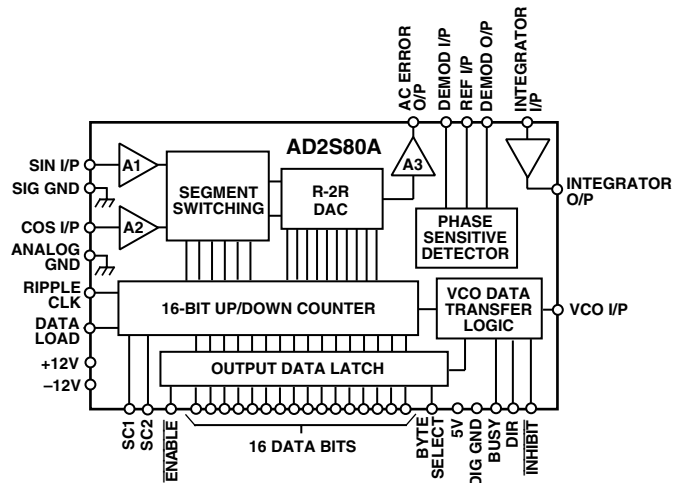 AC ERROR
O/P
DEMOD I/P
REF I/P
DEMOD O/P
INTEGRATOR
I/P
AD2S80A
SIN I/P
A1
SIG GND
SEGMENT
SWITCHING
R-2R
DAC
A3
INTEGRATOR
O/P
COS I/P
A2
PHASE
SENSITIVE
DETECTOR
ANALOG
GND
RIPPLE
CLK
16-BIT UP/DOWN COUNTER
VCO DATA
TRANSFER
LOGIC
VCO I/P
DATA
LOAD
+12V
–12V
OUTPUT DATA LATCH
SC1
SC2
ENABLE
16 DATA BITS
BYTE
SELECT
5V
DIG GND
BUSY
DIR
INHIBIT